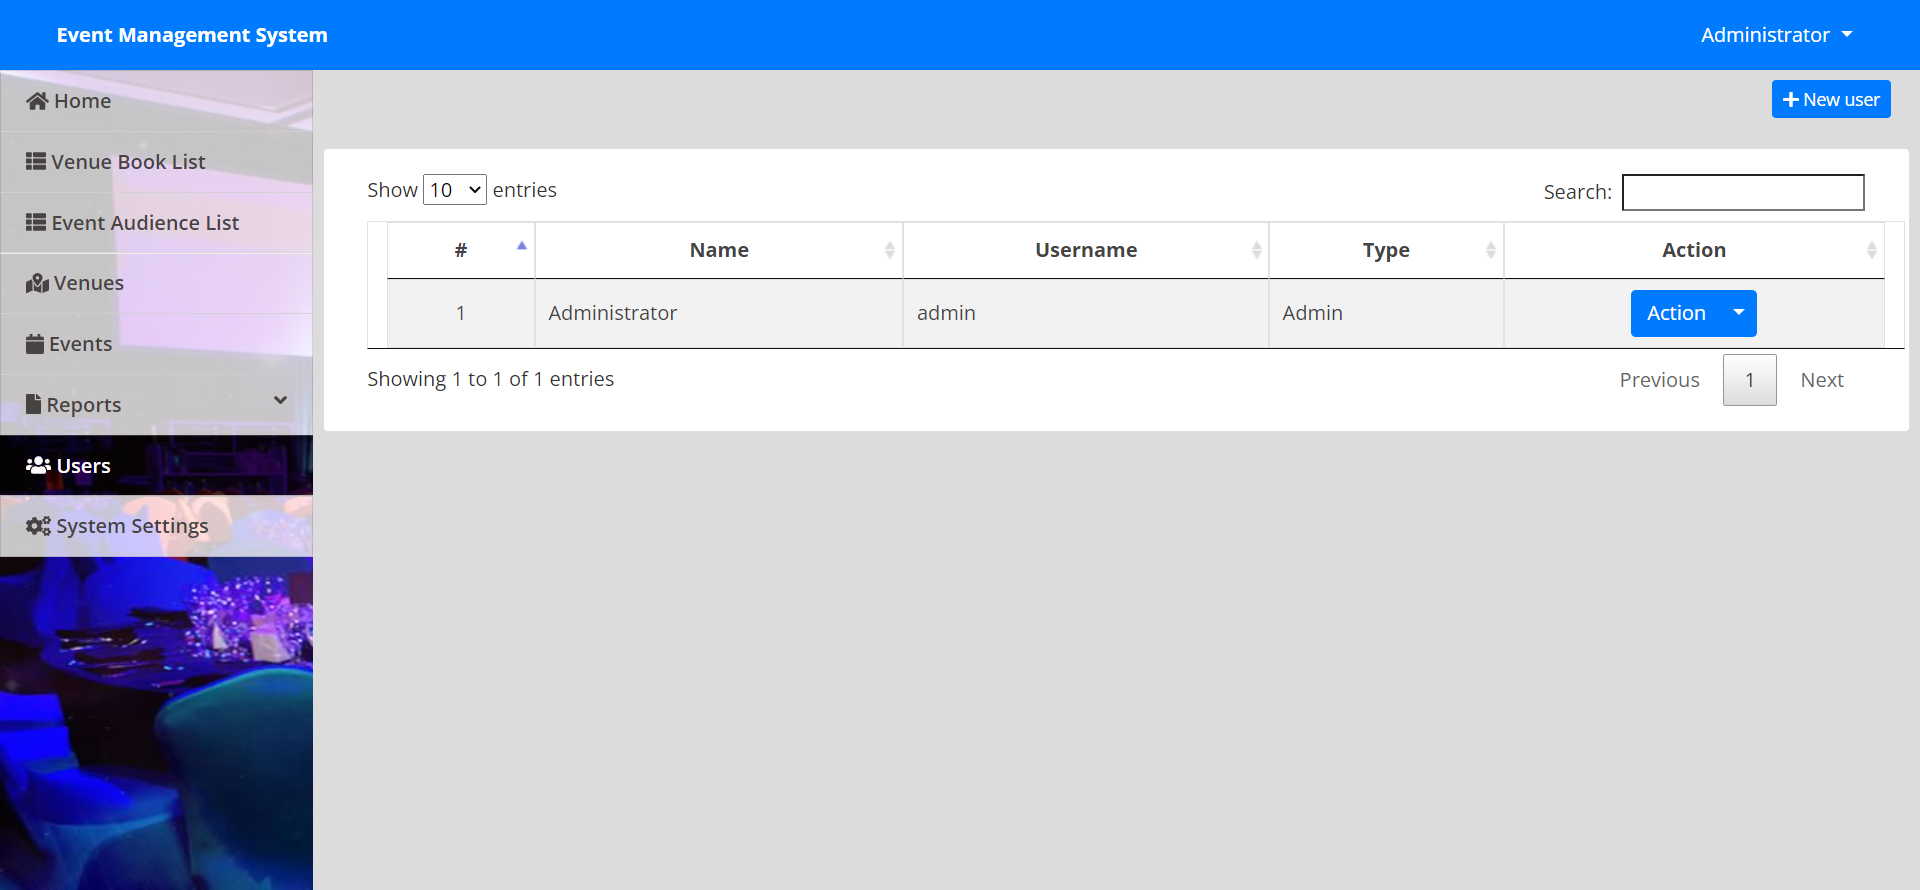 Event Management System
Administrator
Home
Venue Book List
Event Audience List
Venues
Events
Reports
Users
System Settings
New user
Show 10 entries
Search:
# Name Username Type Action
1 Administrator admin Admin Action
Showing 1 to 1 of 1 entries
Previous 1 Next